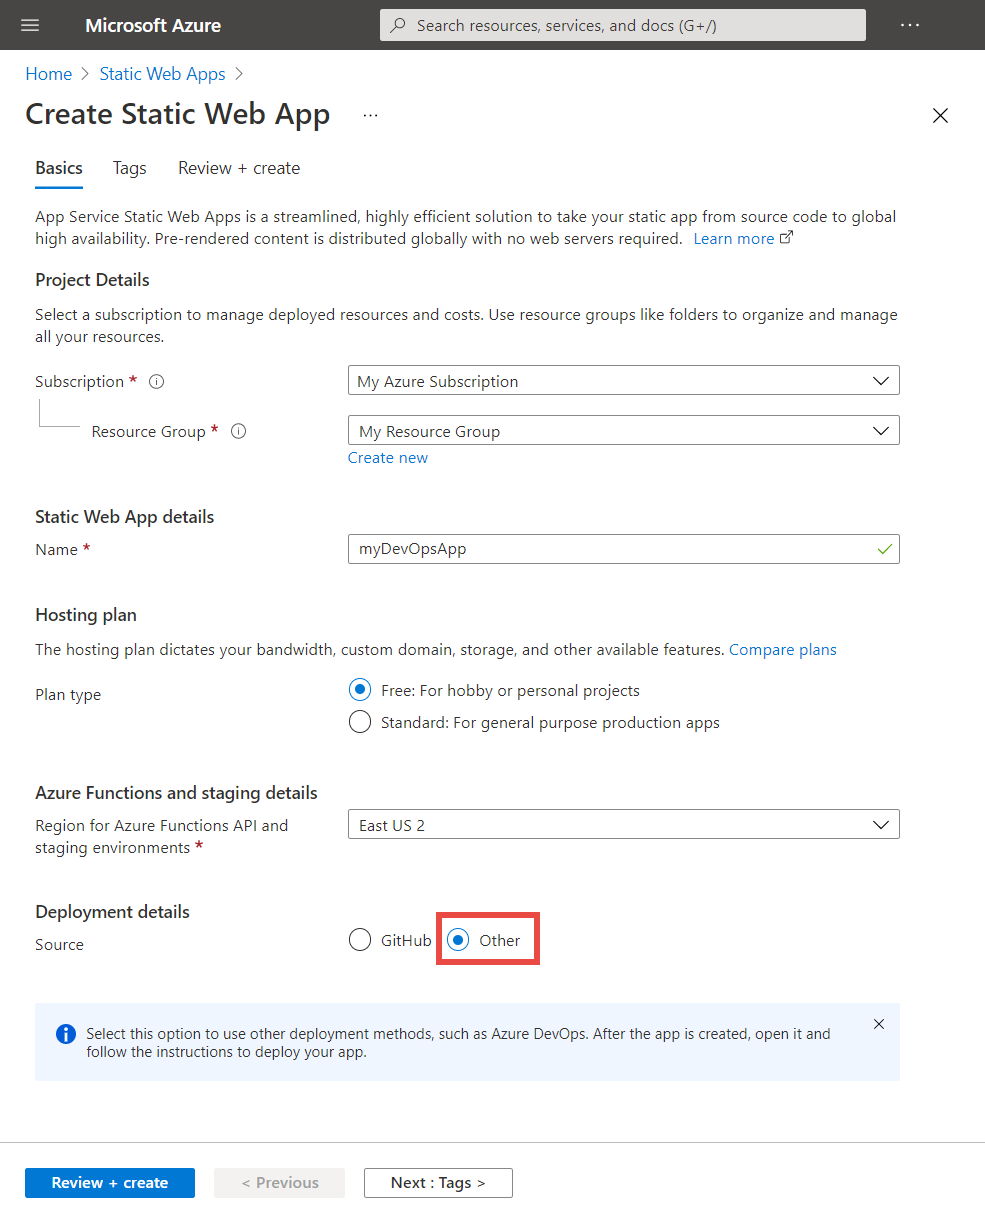 Microsoft Azure
Search resources, services, and docs (G+/)
Home > Static Web Apps >
Create Static Web App
Basics Tags Review + create
App Service Static Web Apps is a streamlined, highly efficient solution to take your static app from source code to global
high availability. Pre-rendered content is distributed globally with no web servers required. Learn more
Project Details
Select a subscription to manage deployed resources and costs. Use resource groups like folders to organize and manage
all your resources.
Subscription * My Azure Subscription
Resource Group * My Resource Group
Create new
Static Web App details
Name * myDevOpsApp
Hosting plan
The hosting plan dictates your bandwidth, custom domain, storage, and other available features. Compare plans
Plan type
Free: For hobby or personal projects
Standard: For general purpose production apps
Azure Functions and staging details
Region for Azure Functions API and
staging environments *
East US 2
Deployment details
Source GitHub Other
Select this option to use other deployment methods, such as Azure DevOps. After the app is created, open it and
follow the instructions to deploy your app.
Review + create < Previous Next : Tags >